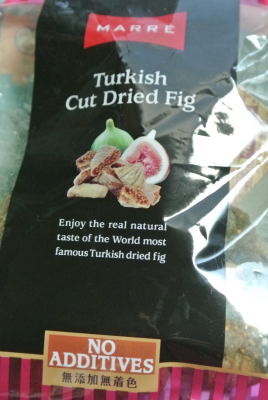 MARRÉ
Turkish
Cut Dried Fig
Enjoy the real natural
taste of the World most
famous Turkish dried fig
NO
ADDITIVES
無添加無着色